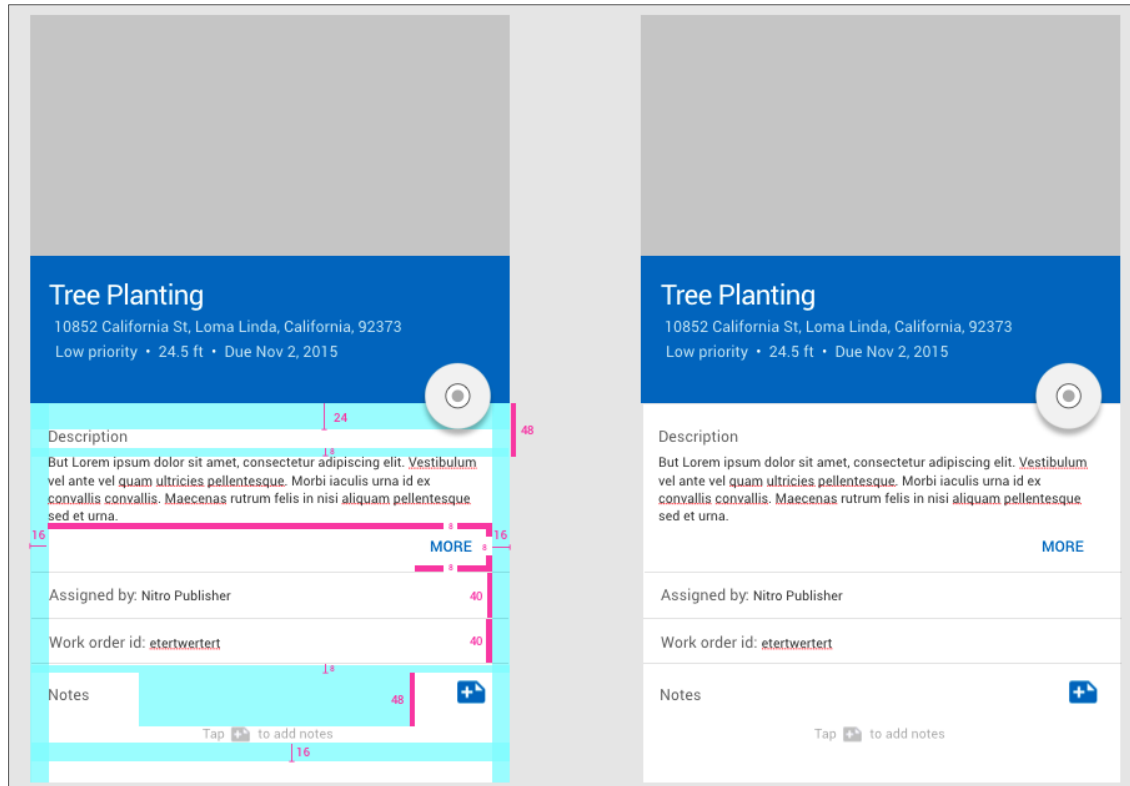 Tree Planting
10852 California St, Loma Linda, California, 92373
Low priority • 24.5 ft • Due Nov 2, 2015
24
48
Description
8
But Lorem ipsum dolor sit amet, consectetur adipiscing elit. Vestibulum
vel ante vel quam ultricies pellentesque. Morbi iaculis urna id ex
convallis convallis. Maecenas rutrum felis in nisi aliquam pellentesque
sed et urna.
8
16
16
MORE
8
8
Assigned by: Nitro Publisher
40
Work order id: etertwertert
40
8
Notes
48
Tap to add notes
16
Tree Planting
10852 California St, Loma Linda, California, 92373
Low priority • 24.5 ft • Due Nov 2, 2015
Description
But Lorem ipsum dolor sit amet, consectetur adipiscing elit. Vestibulum
vel ante vel quam ultricies pellentesque. Morbi iaculis urna id ex
convallis convallis. Maecenas rutrum felis in nisi aliquam pellentesque
sed et urna.
MORE
Assigned by: Nitro Publisher
Work order id: etertwertert
Notes
Tap to add notes